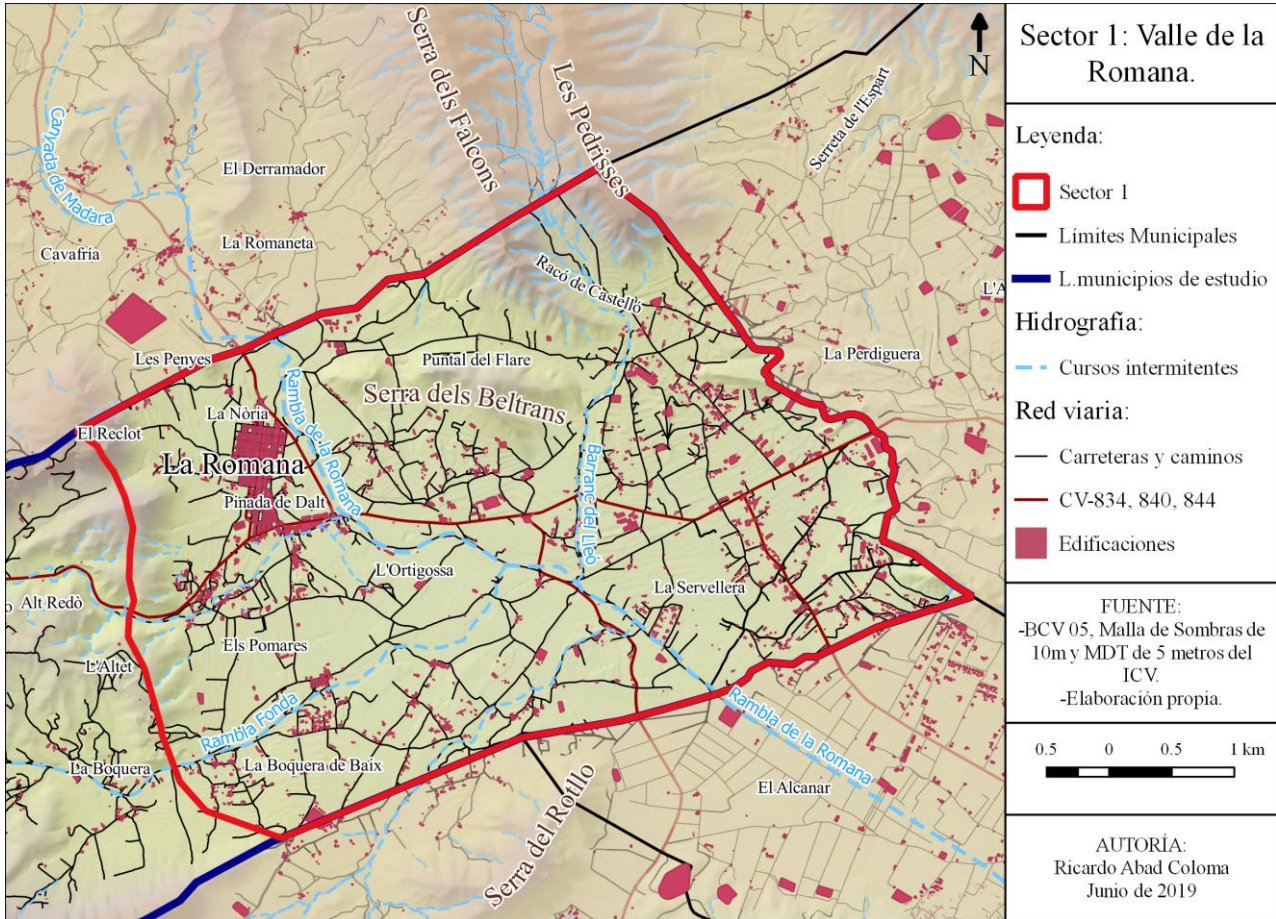 Sector 1: Valle de la
Romana.
Leyenda:
Sector 1
Límites Municipales
L.municipios de estudio
Hidrografía:
Cursos intermitentes
Red viaria:
Carreteras y caminos
CV-834, 840, 844
Edificaciones
FUENTE:
-BCV 05, Malla de Sombras de
10m y MDT de 5 metros del
ICV.
-Elaboración propia.
0.5 0 0.5 1 km
AUTORÍA:
Ricardo Abad Coloma
Junio de 2019
N
Serra dels Falcons
Les Pedrisses
Serreta de l'Espart
Canyada de Madara
El Derramador
La Romaneta
Cavafría
Racó de Castelló
L'A
La Perdiguera
Les Penyes
Puntal del Flare
Serra dels Beltrans
Rambla de la Romana
La Nòria
El Reclot
La Romana
Pinada de Dalt
Barranc del Lleó
L'Ortigossa
La Servellera
o
Alt Redò
Els Pomares
L'Altet
Rambla Fonda
Rambla de la Romana
La Boquera
La Boquera de Baix
El Alcanar
Serra del Rotllo